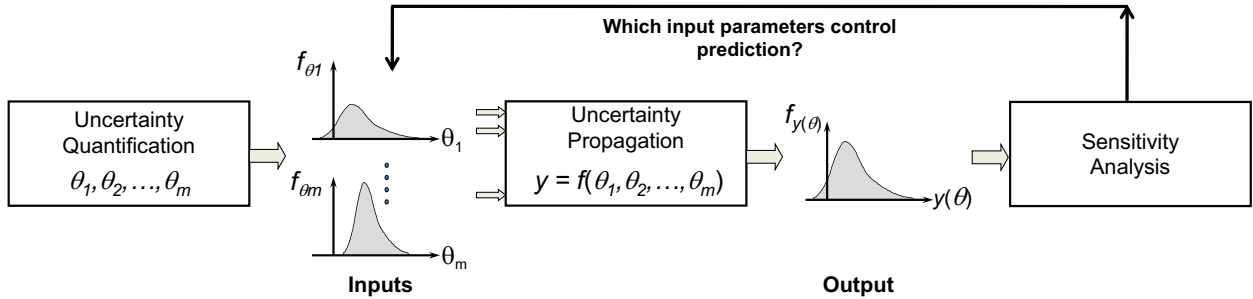 Which input parameters control
prediction?
Uncertainty
Quantification
θ1, θ2, ..., θm
fθ1
θ1
fθm
θm
Inputs
Uncertainty
Propagation
y = f(θ1, θ2, ..., θm)
fy(θ)
y(θ)
Output
Sensitivity
Analysis